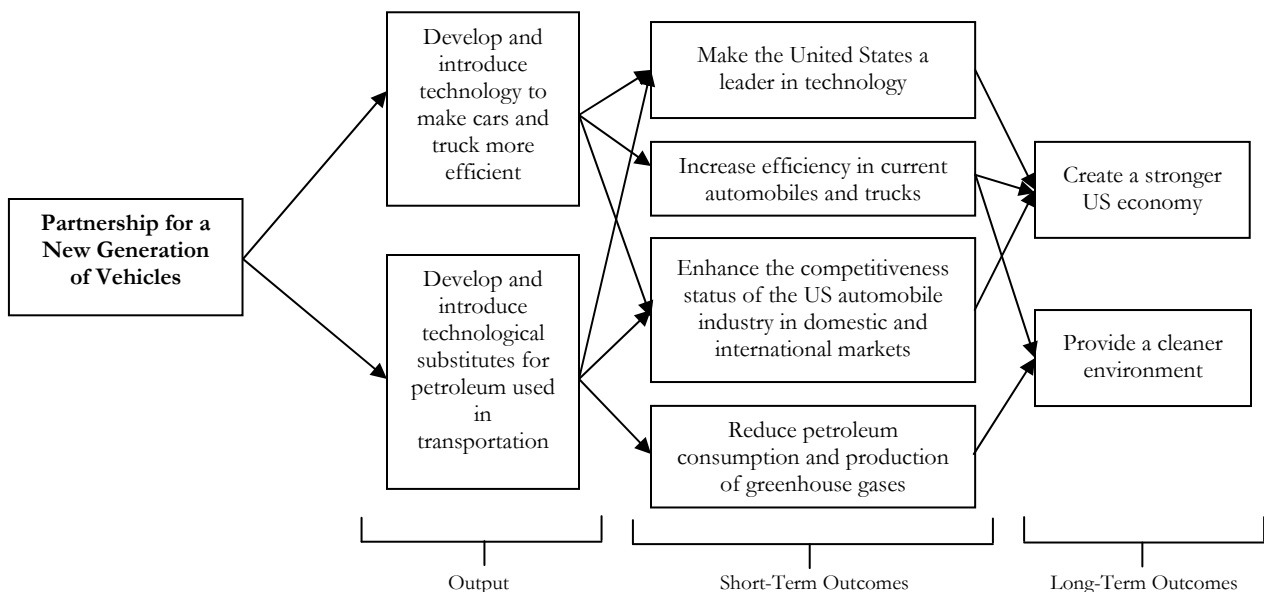 Partnership for a
New Generation
of Vehicles
Develop and
introduce
technology to
make cars and
truck more
efficient
Develop and
introduce
technological
substitutes for
petroleum used
in
transportation
Make the United States a
leader in technology
Increase efficiency in current
automobiles and trucks
Enhance the competitiveness
status of the US automobile
industry in domestic and
international markets
Reduce petroleum
consumption and production
of greenhouse gases
Create a stronger
US economy
Provide a cleaner
environment
Output
Short-Term Outcomes
Long-Term Outcomes